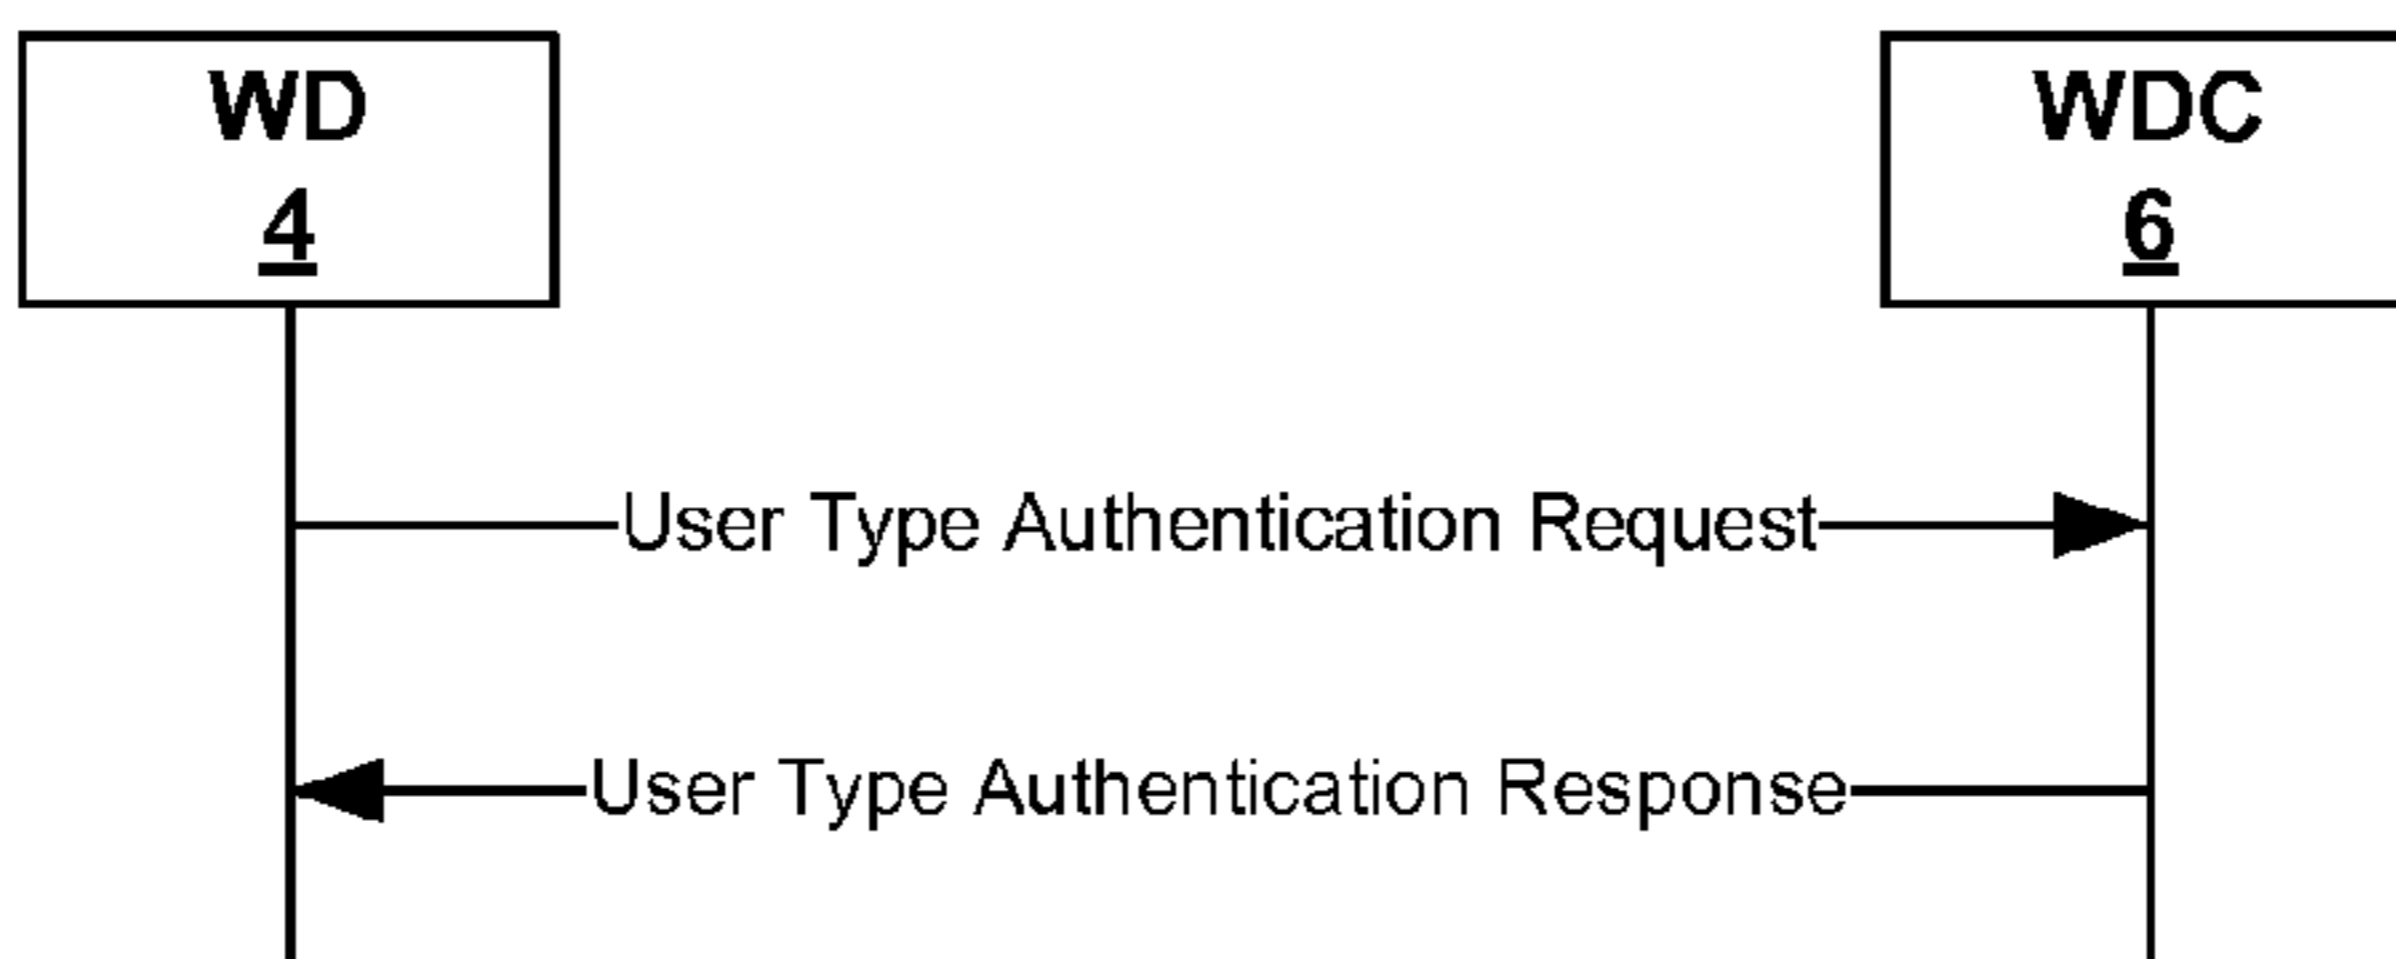 WD
4
WDC
6
User Type Authentication Request
User Type Authentication Response